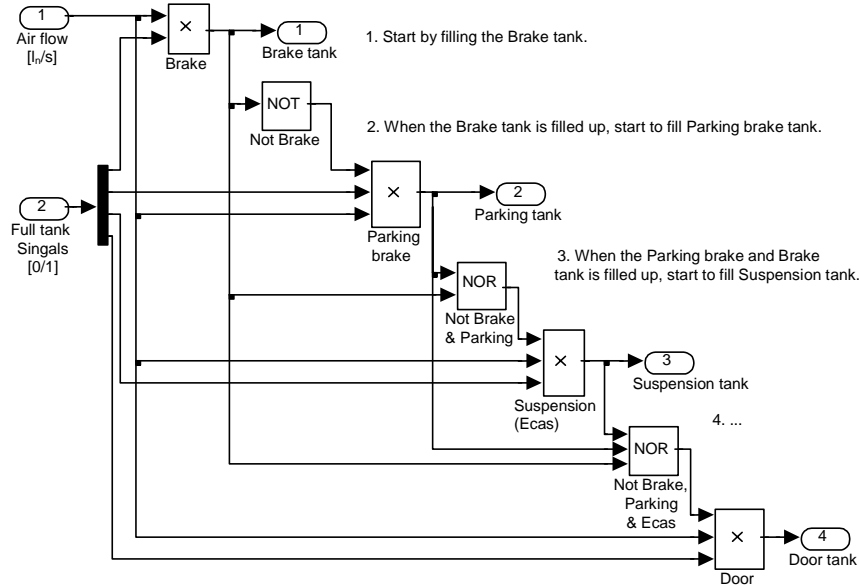 1
Air flow
[ln/s]
×
Brake
1
Brake tank
1. Start by filling the Brake tank.
NOT
Not Brake
2. When the Brake tank is filled up, start to fill Parking brake tank.
2
Full tank
Singals
[0/1]
×
Parking
brake
2
Parking tank
3. When the Parking brake and Brake
tank is filled up, start to fill Suspension tank.
NOR
Not Brake
& Parking
×
Suspension
(Ecas)
3
Suspension tank
4. ...
NOR
Not Brake,
Parking
& Ecas
×
Door
4
Door tank